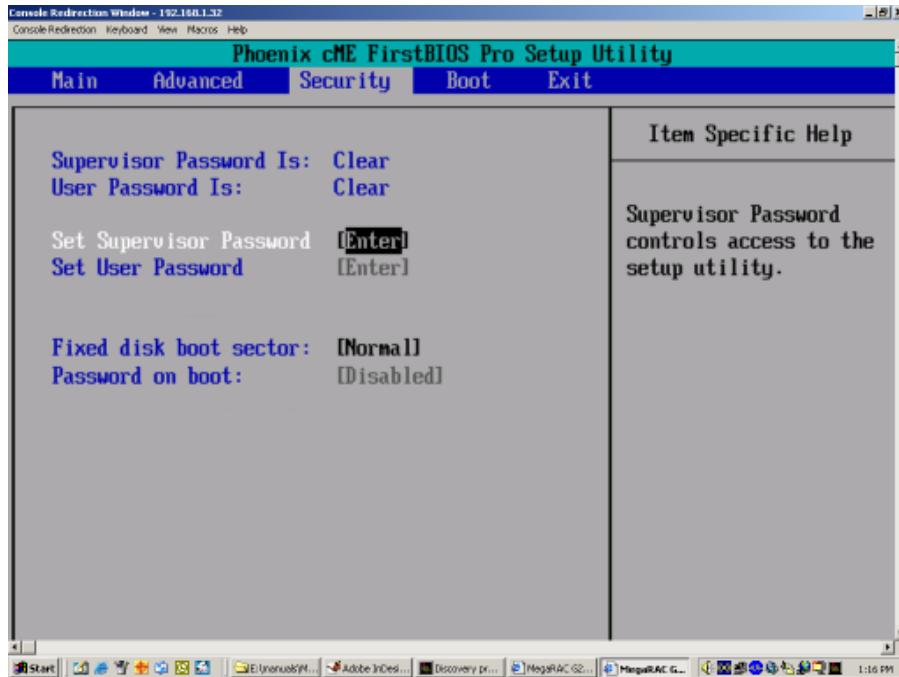 Console Redirection Window - 192.168.1.32
Console Redirection Keyboard View Macros Help
Phoenix cME FirstBIOS Pro Setup Utility
Main Advanced Security Boot Exit
Item Specific Help
Supervisor Password Is: Clear
User Password Is: Clear
Set Supervisor Password [Enter]
Set User Password [Enter]
Supervisor Password
controls access to the
setup utility.
Fixed disk boot sector: [Normal]
Password on boot: [Disabled]
Start Adobe InDesi... Discovery pr... MegaRAC G2... MegaRAC G... 1:16 PM